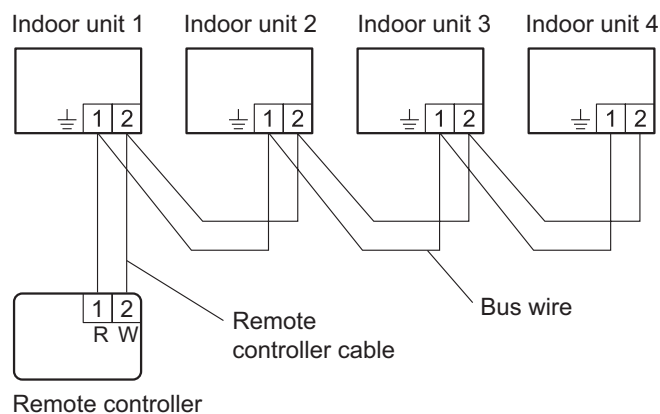 Indoor unit 1
Indoor unit 2
Indoor unit 3
Indoor unit 4
1 2
1 2
1 2
1 2
1 2
R W
Remote
controller cable
Bus wire
Remote controller